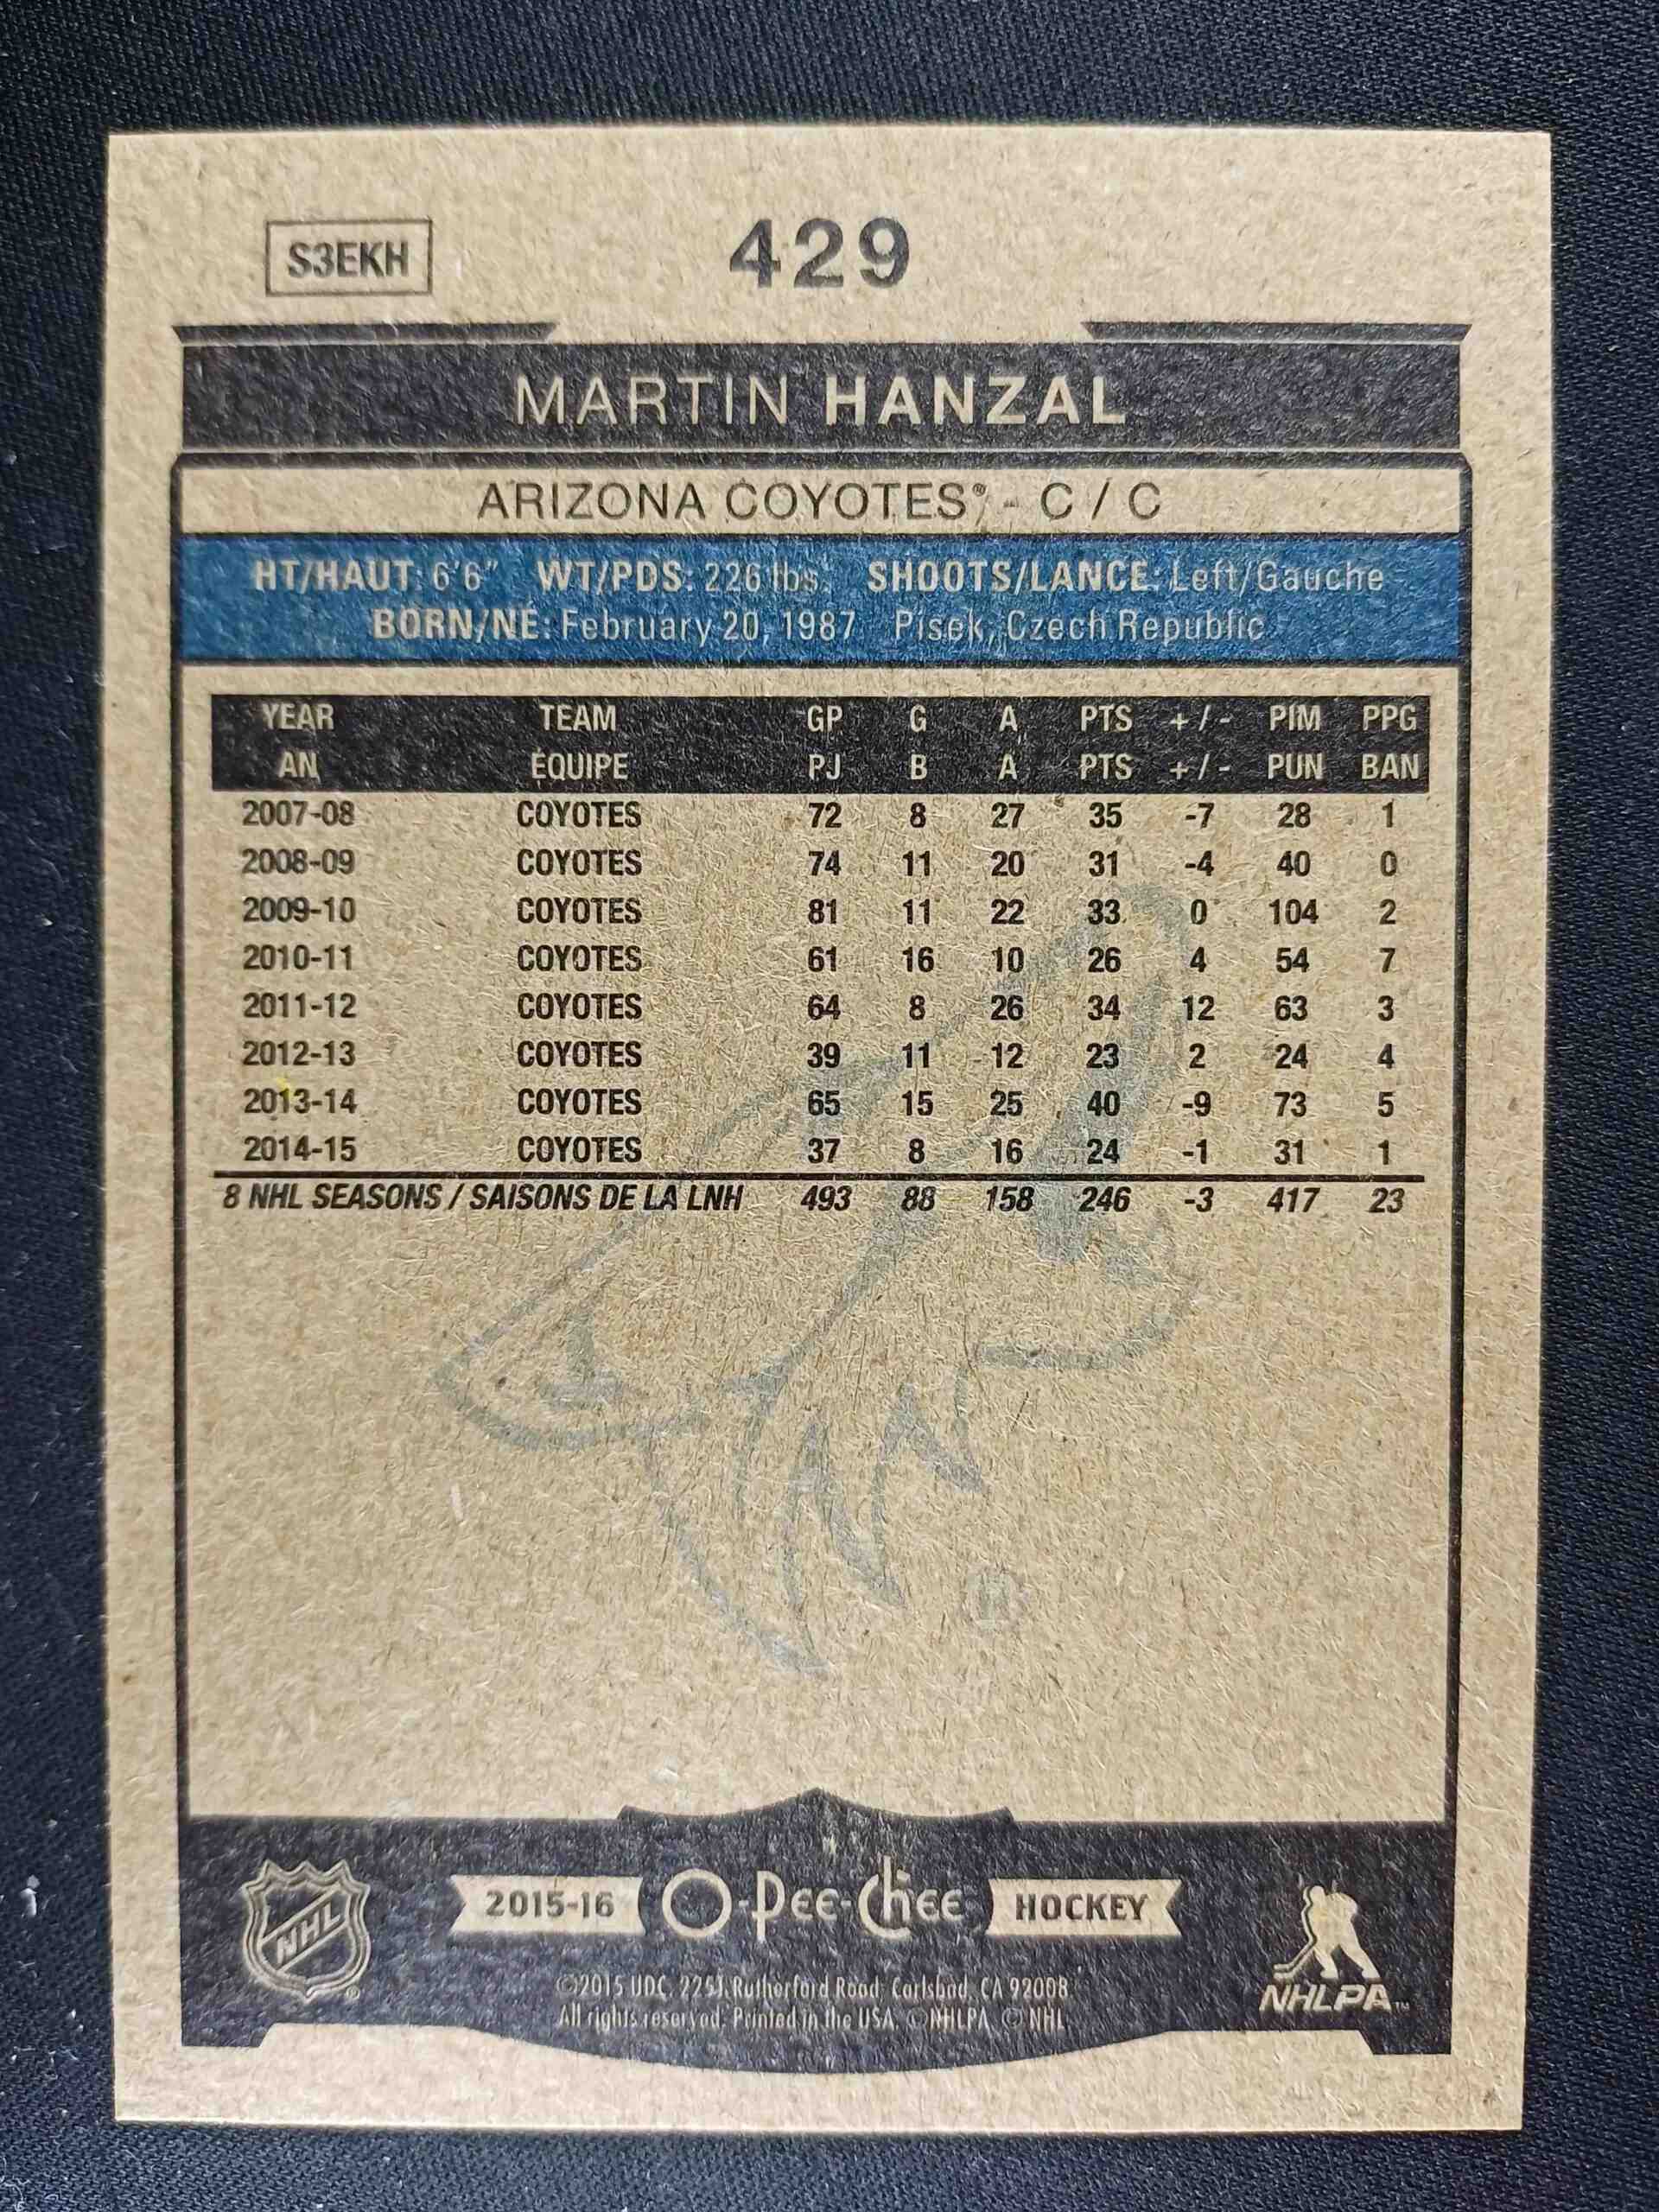 S3EKH
429
MARTIN HANZAL
ARIZONA COYOTES® - C / C
HT/HAUT: 6'6" WT/PDS: 226 lbs. SHOOTS/LANCE: Left/Gauche
BORN/NÉ: February 20, 1987 Pisek, Czech Republic
YEAR TEAM GP G A PTS +/- PIM PPG
AN ÉQUIPE PJ B A PTS +/- PUN BAN
2007-08 COYOTES 72 8 27 35 -7 28 1
2008-09 COYOTES 74 11 20 31 -4 40 0
2009-10 COYOTES 81 11 22 33 0 104 2
2010-11 COYOTES 61 16 10 26 4 54 7
2011-12 COYOTES 64 8 26 34 12 63 3
2012-13 COYOTES 39 11 12 23 2 24 4
2013-14 COYOTES 65 15 25 40 -9 73 5
2014-15 COYOTES 37 8 16 24 -1 31 1
8 NHL SEASONS / SAISONS DE LA LNH 493 88 158 246 -3 417 23
®
NHL®
2015-16 O-Pee-Chee HOCKEY
©2015 UDC, 2251 Rutherford Road, Carlsbad, CA 92008
All rights reserved. Printed in the USA. ©NHLPA © NHL
NHLPA™